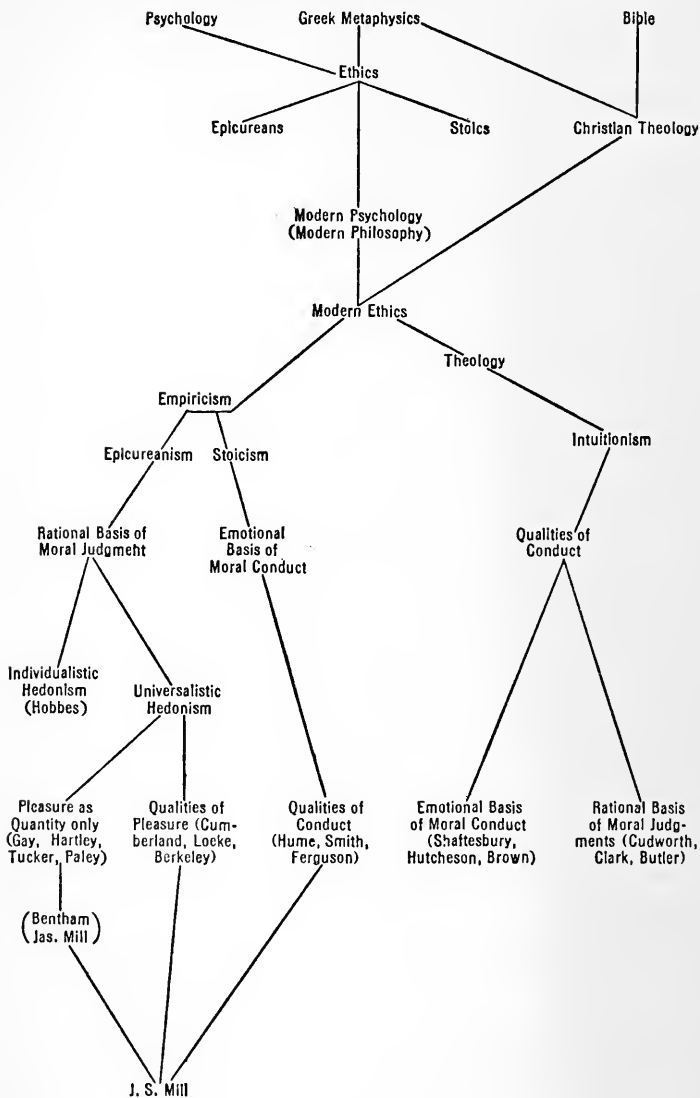 Psychology
Greek Metaphysics
Bible
Ethics
Epicureans
Stoics
Christian Theology
Modern Psychology
(Modern Philosophy)
Modern Ethics
Theology
Empiricism
Intuitionism
Epicureanism
Stoicism
Rational Basis of
Moral Judgment
Emotional
Basis of
Moral Conduct
Qualities of
Conduct
Individualistic
Hedonism
(Hobbes)
Universalistic
Hedonism
Pleasure as
Quantity only
(Gay, Hartley,
Tucker, Paley)
Qualities of
Pleasure (Cum-
berland, Locke,
Berkeley)
Qualities of
Conduct
(Hume, Smith,
Ferguson)
Emotional Basis
of Moral Conduct
(Shaftesbury,
Hutcheson, Brown)
Rational Basis
of Moral Judg-
ments (Cudworth,
Clark, Butler)
(Bentham
Jas. Mill)
J. S. Mill